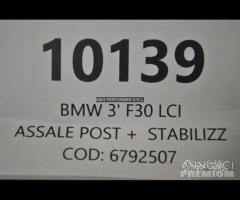 10139
BMW 3' F30 LCI
ASSALE POST + STABILIZZ
COD: 6792507
PREMIUM